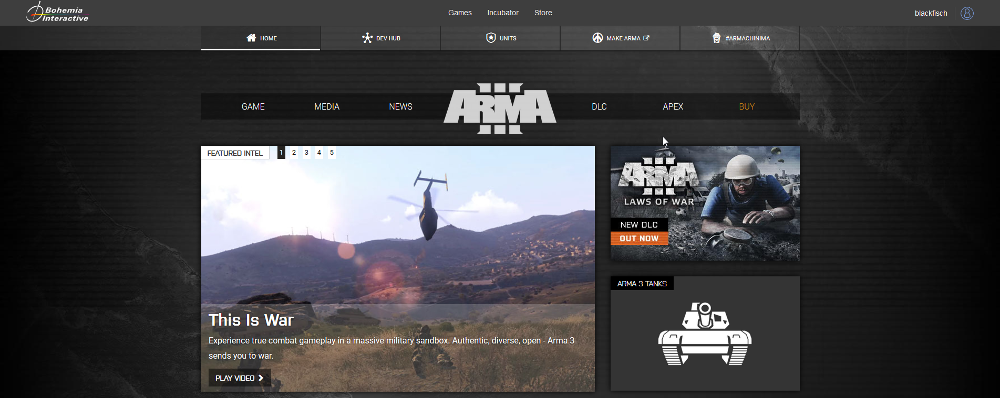 Bohemia
Interactive
Games Incubator Store
blackfisch
HOME DEV HUB UNITS MAKE ARMA #ARMACHINIMA
GAME MEDIA NEWS ARMA III DLC APEX BUY
FEATURED INTEL 1 2 3 4 5
This Is War
Experience true combat gameplay in a massive military sandbox. Authentic, diverse, open - Arma 3
sends you to war.
PLAY VIDEO
ARMA III
LAWS OF WAR
NEW DLC
OUT NOW
ARMA 3 TANKS